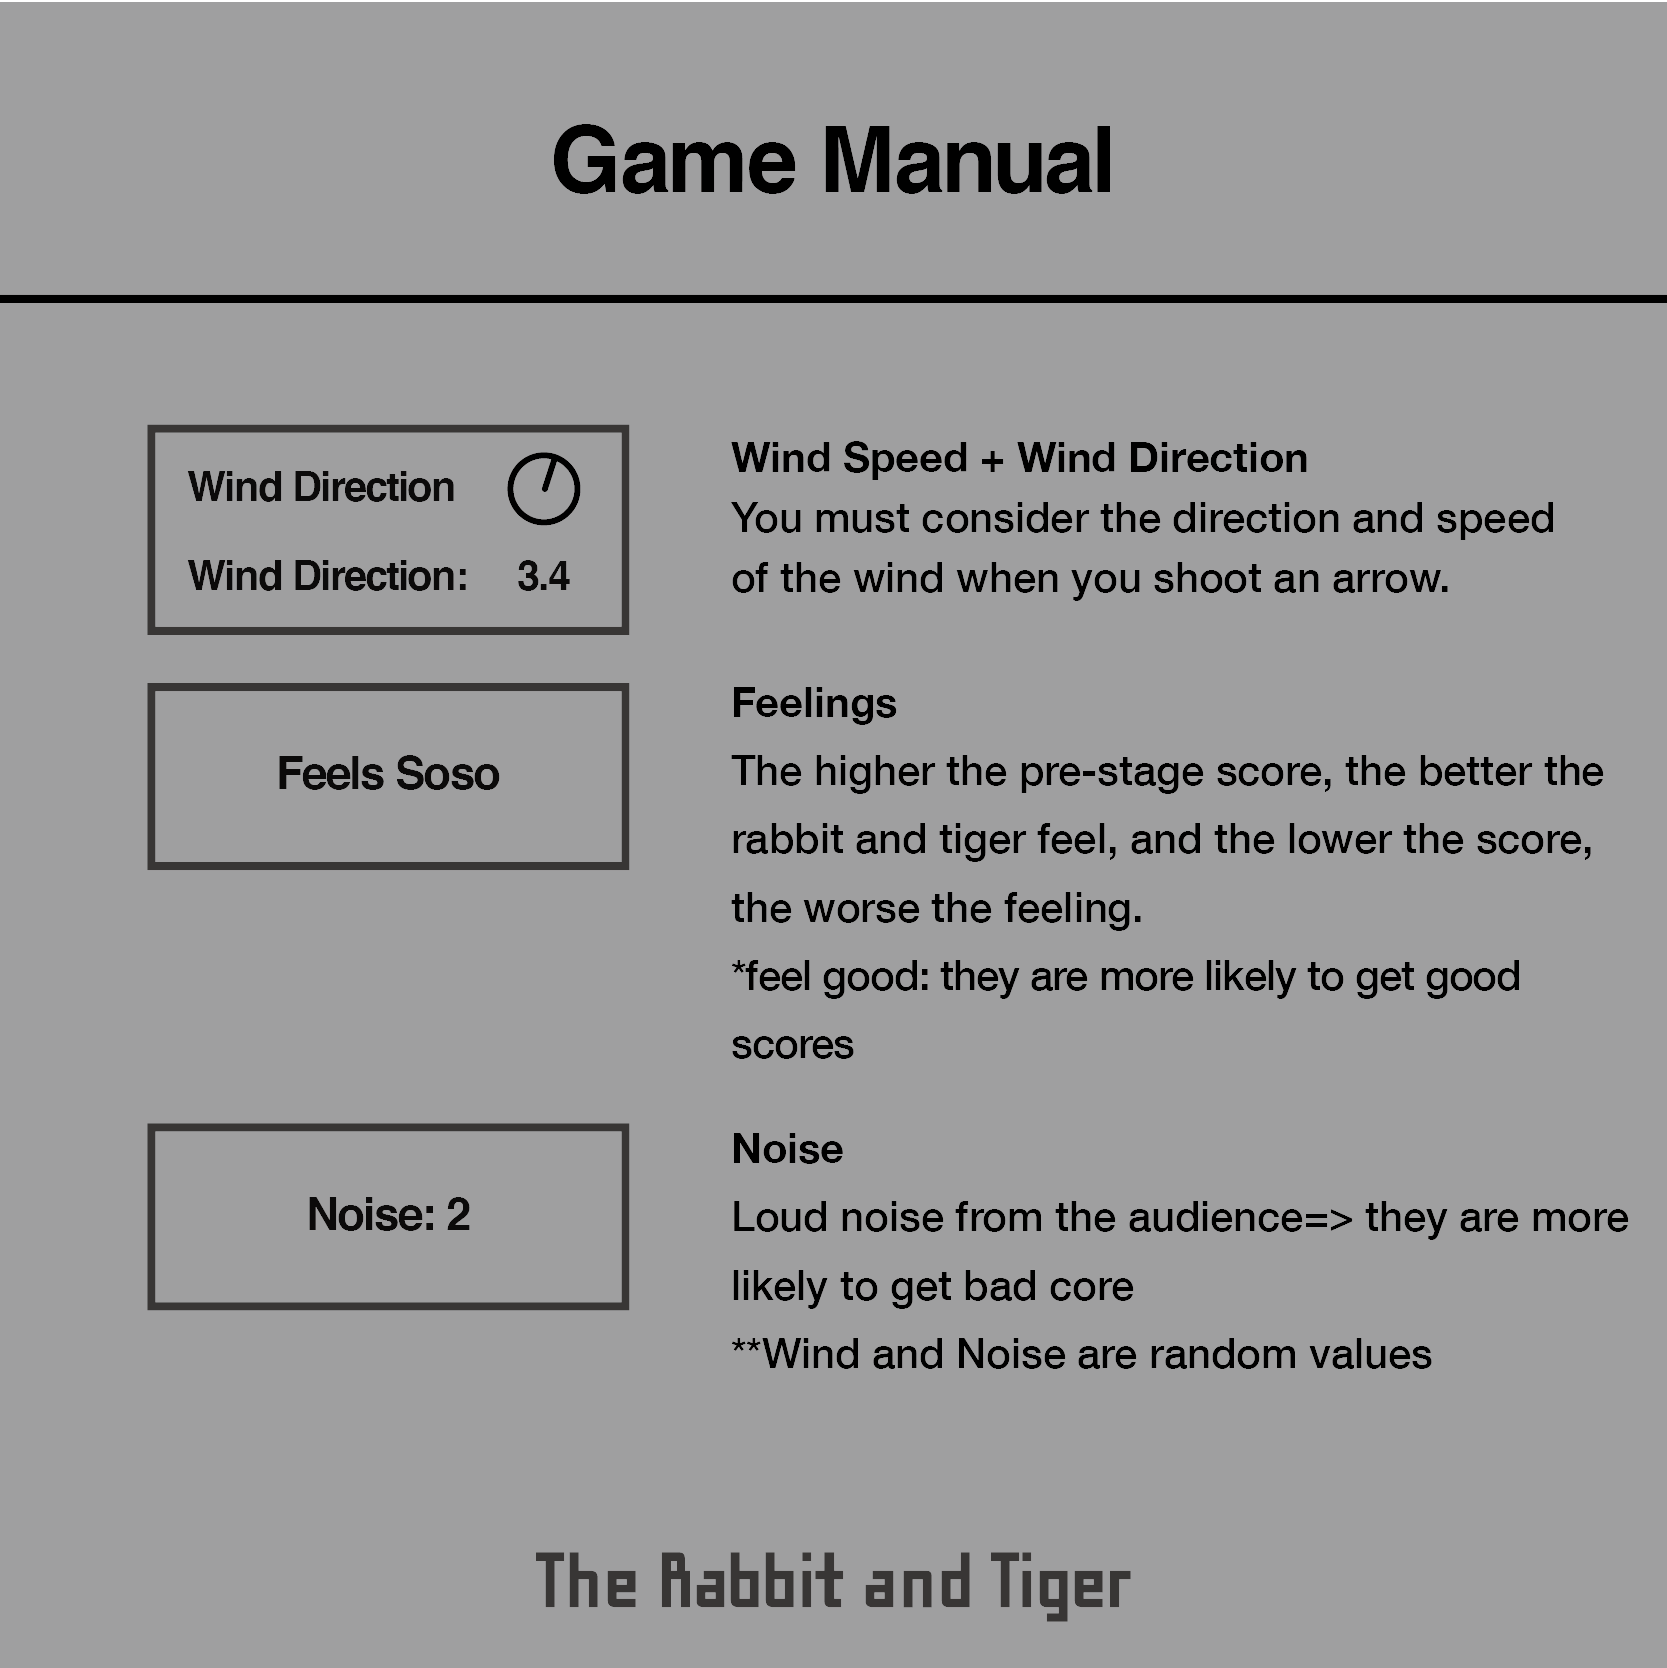 Game Manual
Wind Direction
Wind Direction: 3.4
Wind Speed + Wind Direction
You must consider the direction and speed
of the wind when you shoot an arrow.
Feels Soso
Feelings
The higher the pre-stage score, the better the
rabbit and tiger feel, and the lower the score,
the worse the feeling.
*feel good: they are more likely to get good
scores
Noise: 2
Noise
Loud noise from the audience=> they are more
likely to get bad core
**Wind and Noise are random values
The Rabbit and Tiger